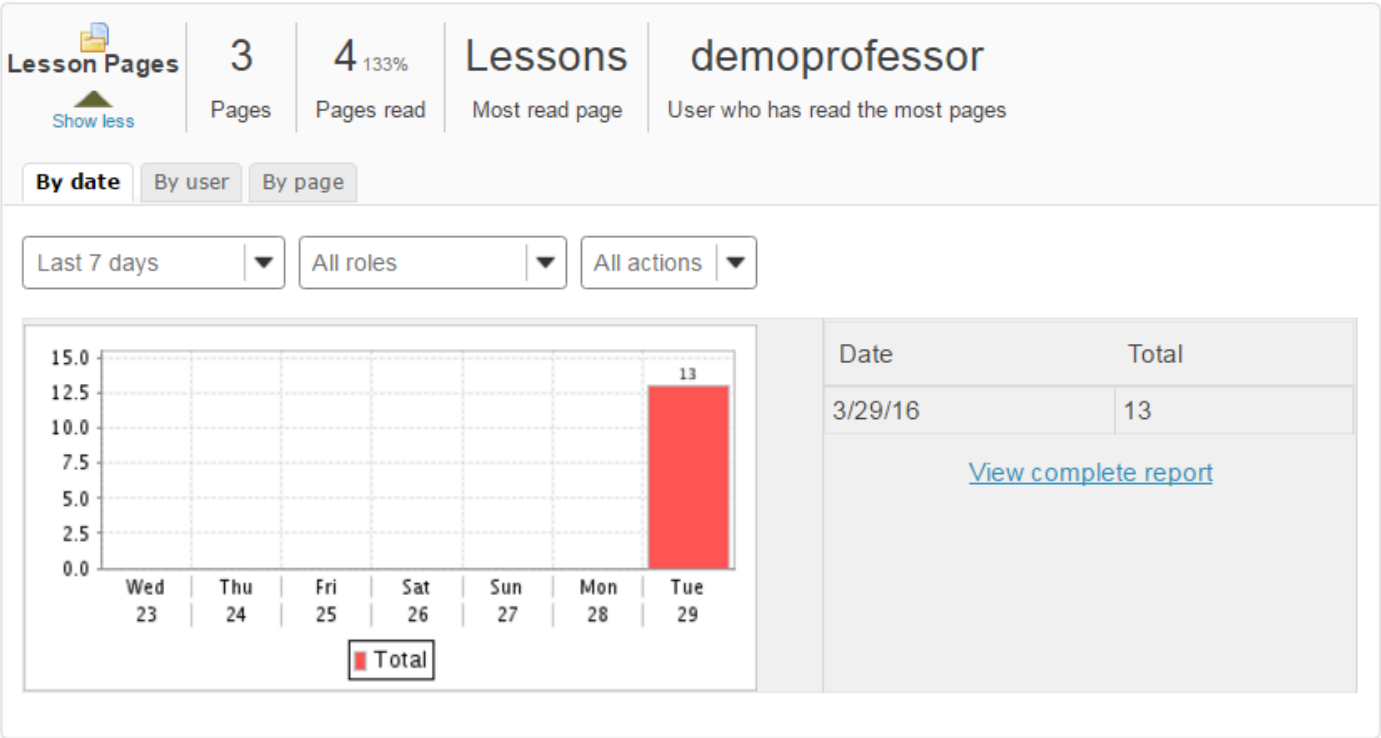 Lesson Pages
Show less
3
Pages
4 133%
Pages read
Lessons
Most read page
demoprofessor
User who has read the most pages
By date By user By page
Last 7 days All roles All actions
15.0
12.5
10.0
7.5
5.0
2.5
0.0
13
Wed Thu Fri Sat Sun Mon Tue
23 24 25 26 27 28 29
Total
Date Total
3/29/16 13
View complete report